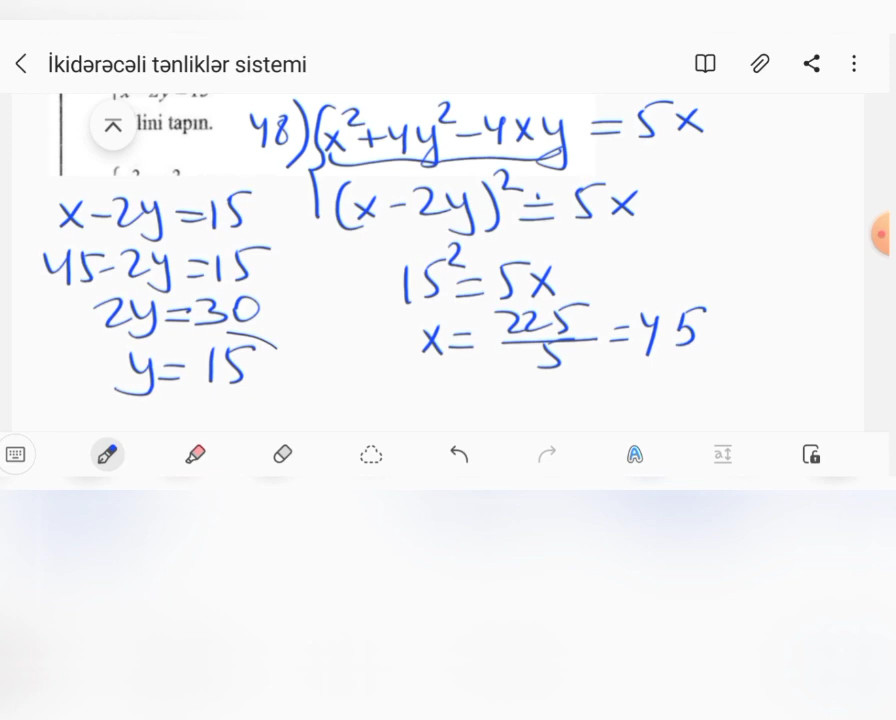 İkidərəcəli tənliklər sistemi
lini tapın.
48) x²+4y²-4xy = 5x
(x-2y)² = 5x
x-2y=15
45-2y=15
15² = 5x
2y=30
x = 225/5 = 45
y=15